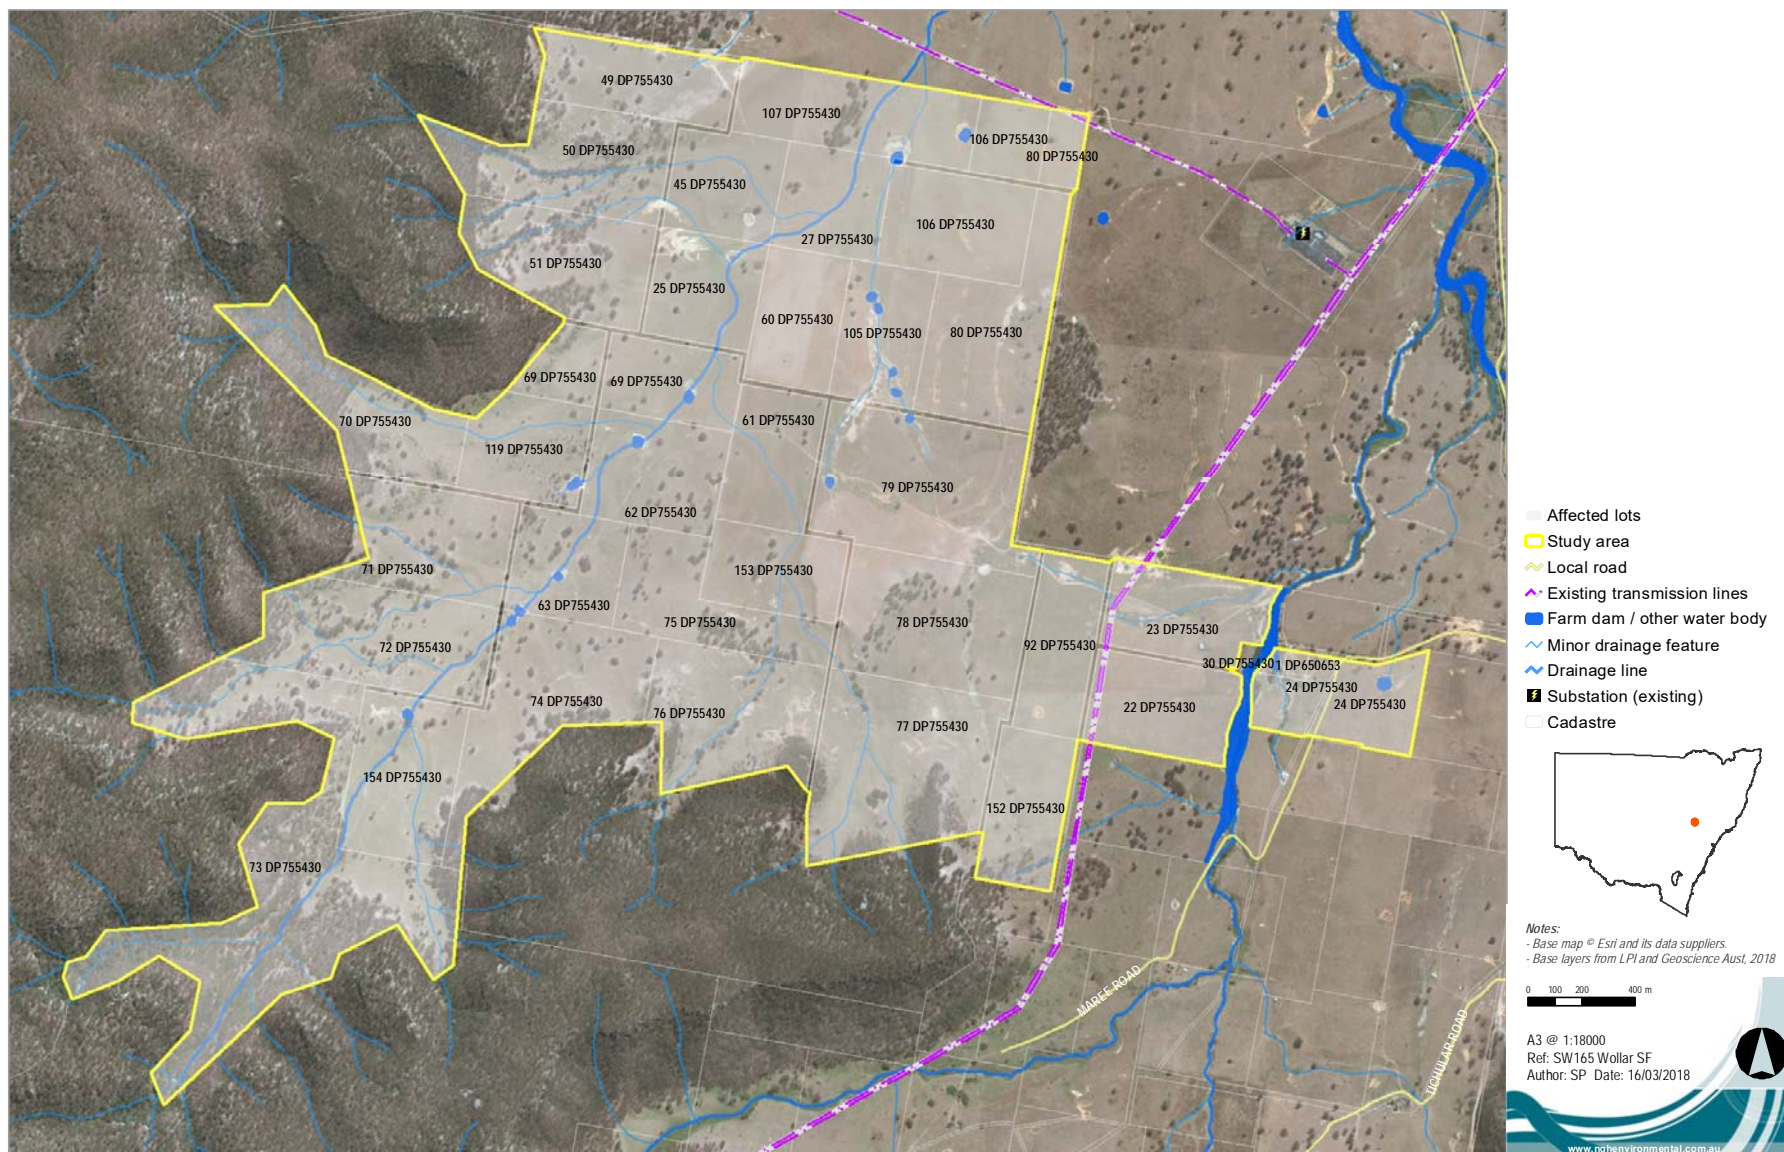 49 DP755430
107 DP755430
50 DP755430
106 DP755430
80 DP755430
45 DP755430
106 DP755430
27 DP755430
51 DP755430
25 DP755430
60 DP755430
105 DP755430
80 DP755430
69 DP755430
69 DP755430
70 DP755430
61 DP755430
119 DP755430
79 DP755430
62 DP755430
71 DP755430
153 DP755430
63 DP755430
75 DP755430
78 DP755430
23 DP755430
72 DP755430
92 DP755430
30 DP755430
1 DP650653
24 DP755430
24 DP755430
74 DP755430
76 DP755430
22 DP755430
77 DP755430
154 DP755430
152 DP755430
73 DP755430
MAREE ROAD
TICHULAR ROAD
Affected lots
Study area
Local road
Existing transmission lines
Farm dam / other water body
Minor drainage feature
Drainage line
Substation (existing)
Cadastre
Notes:
- Base map © Esri and its data suppliers.
- Base layers from LPI and Geoscience Aust, 2018
0 100 200 400 m
A3 @ 1:18000
Ref: SW165 Wollar SF
Author: SP Date: 16/03/2018
www.nghenvironmental.com.au